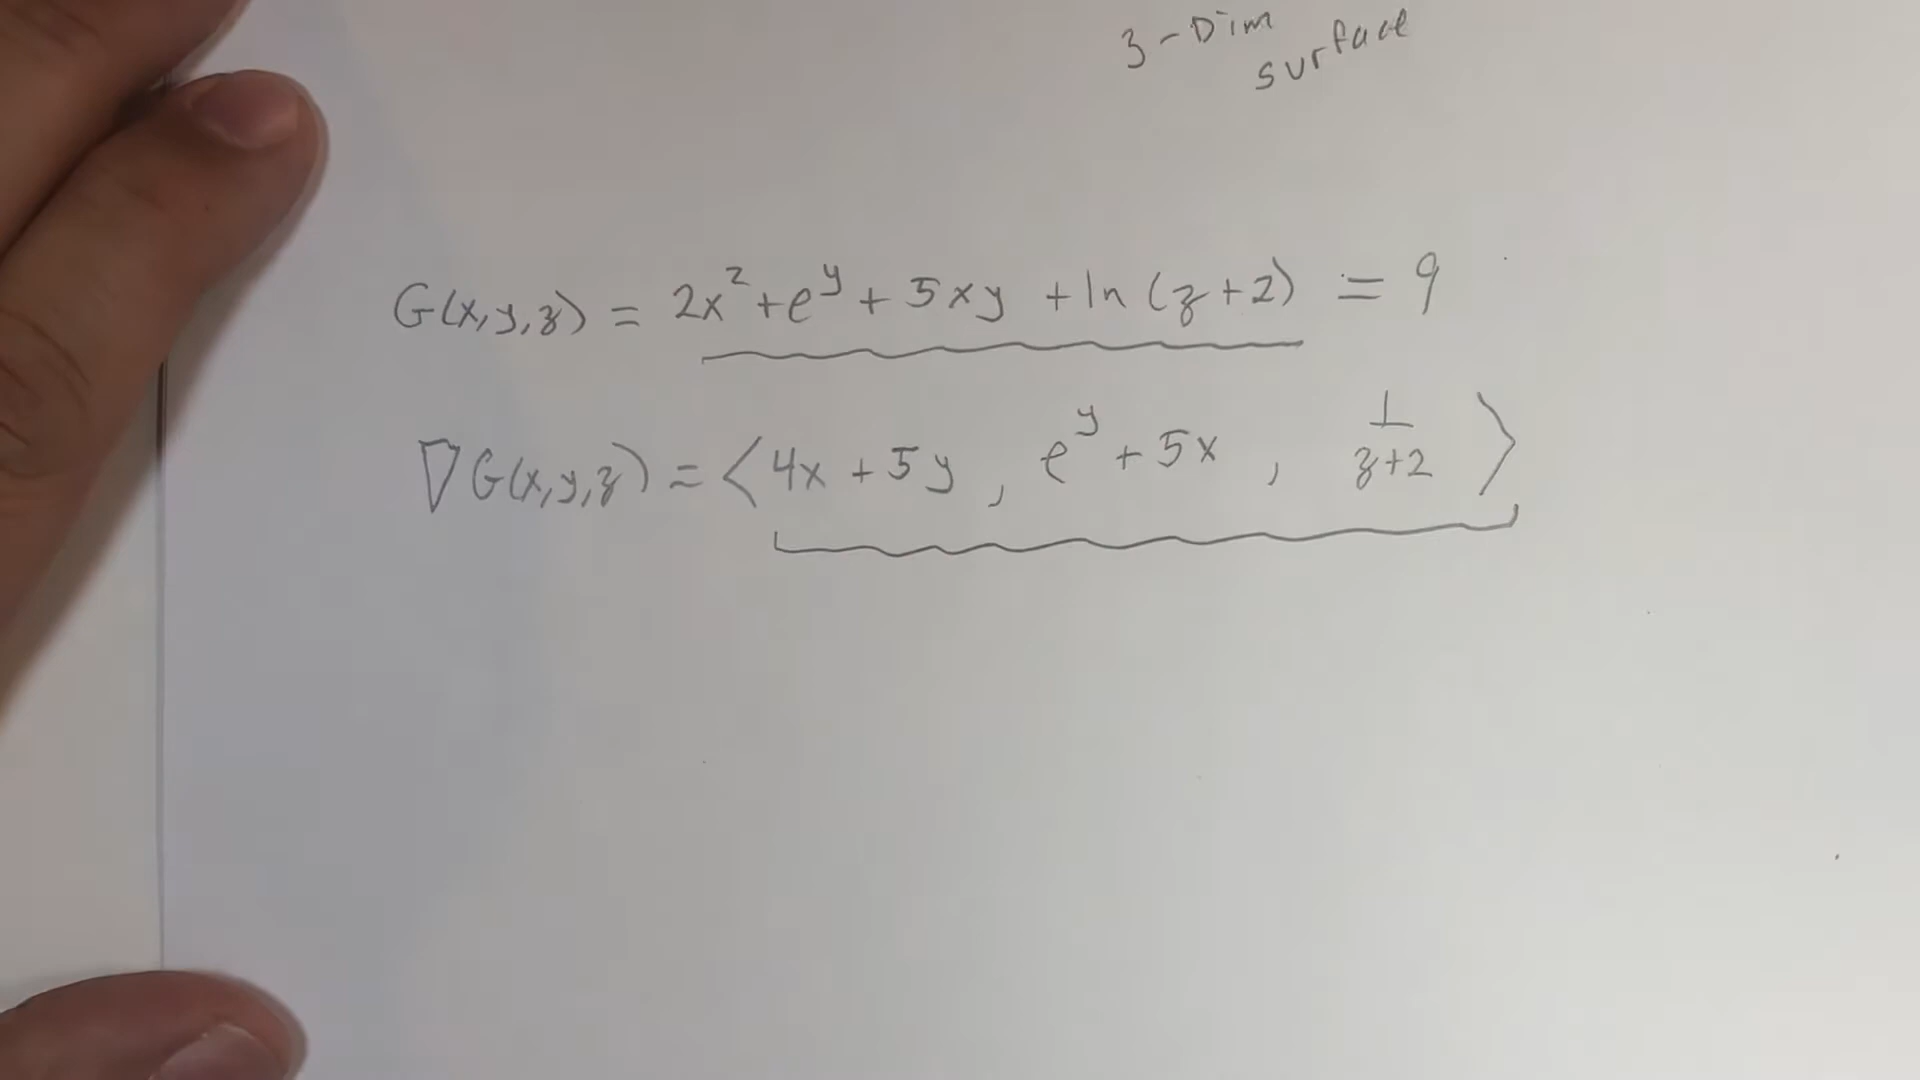 3-Dim
surface
G(x,y,z) = 2x² + e^y + 5xy + ln(z+2) = 9
∇G(x,y,z) = ⟨4x + 5y, e^y + 5x, 1/(z+2)⟩